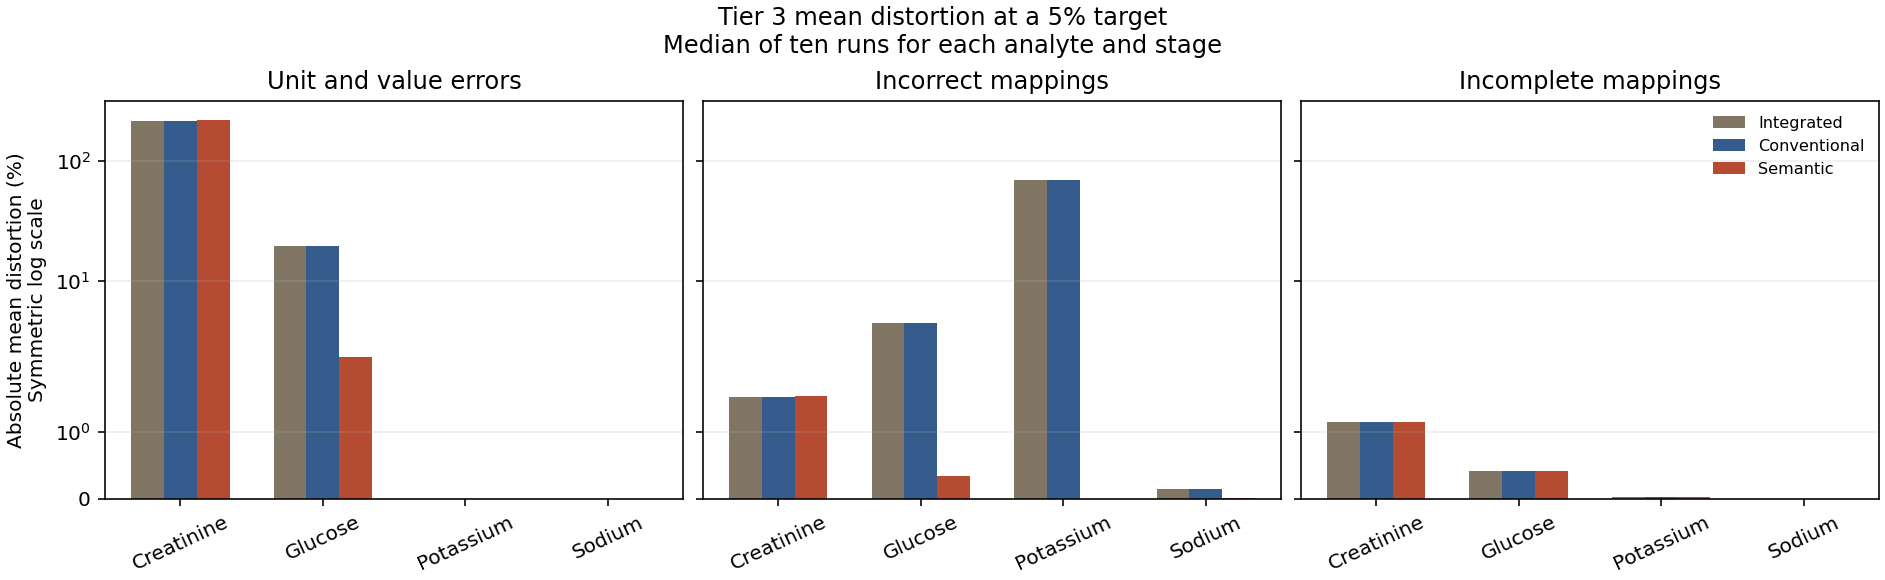 Tier 3 mean distortion at a 5% target
Median of ten runs for each analyte and stage
Unit and value errors
Incorrect mappings
Incomplete mappings
Absolute mean distortion (%)
Symmetric log scale
10²
10¹
10⁰
0
Integrated
Conventional
Semantic
Creatinine
Glucose
Potassium
Sodium
Creatinine
Glucose
Potassium
Sodium
Creatinine
Glucose
Potassium
Sodium